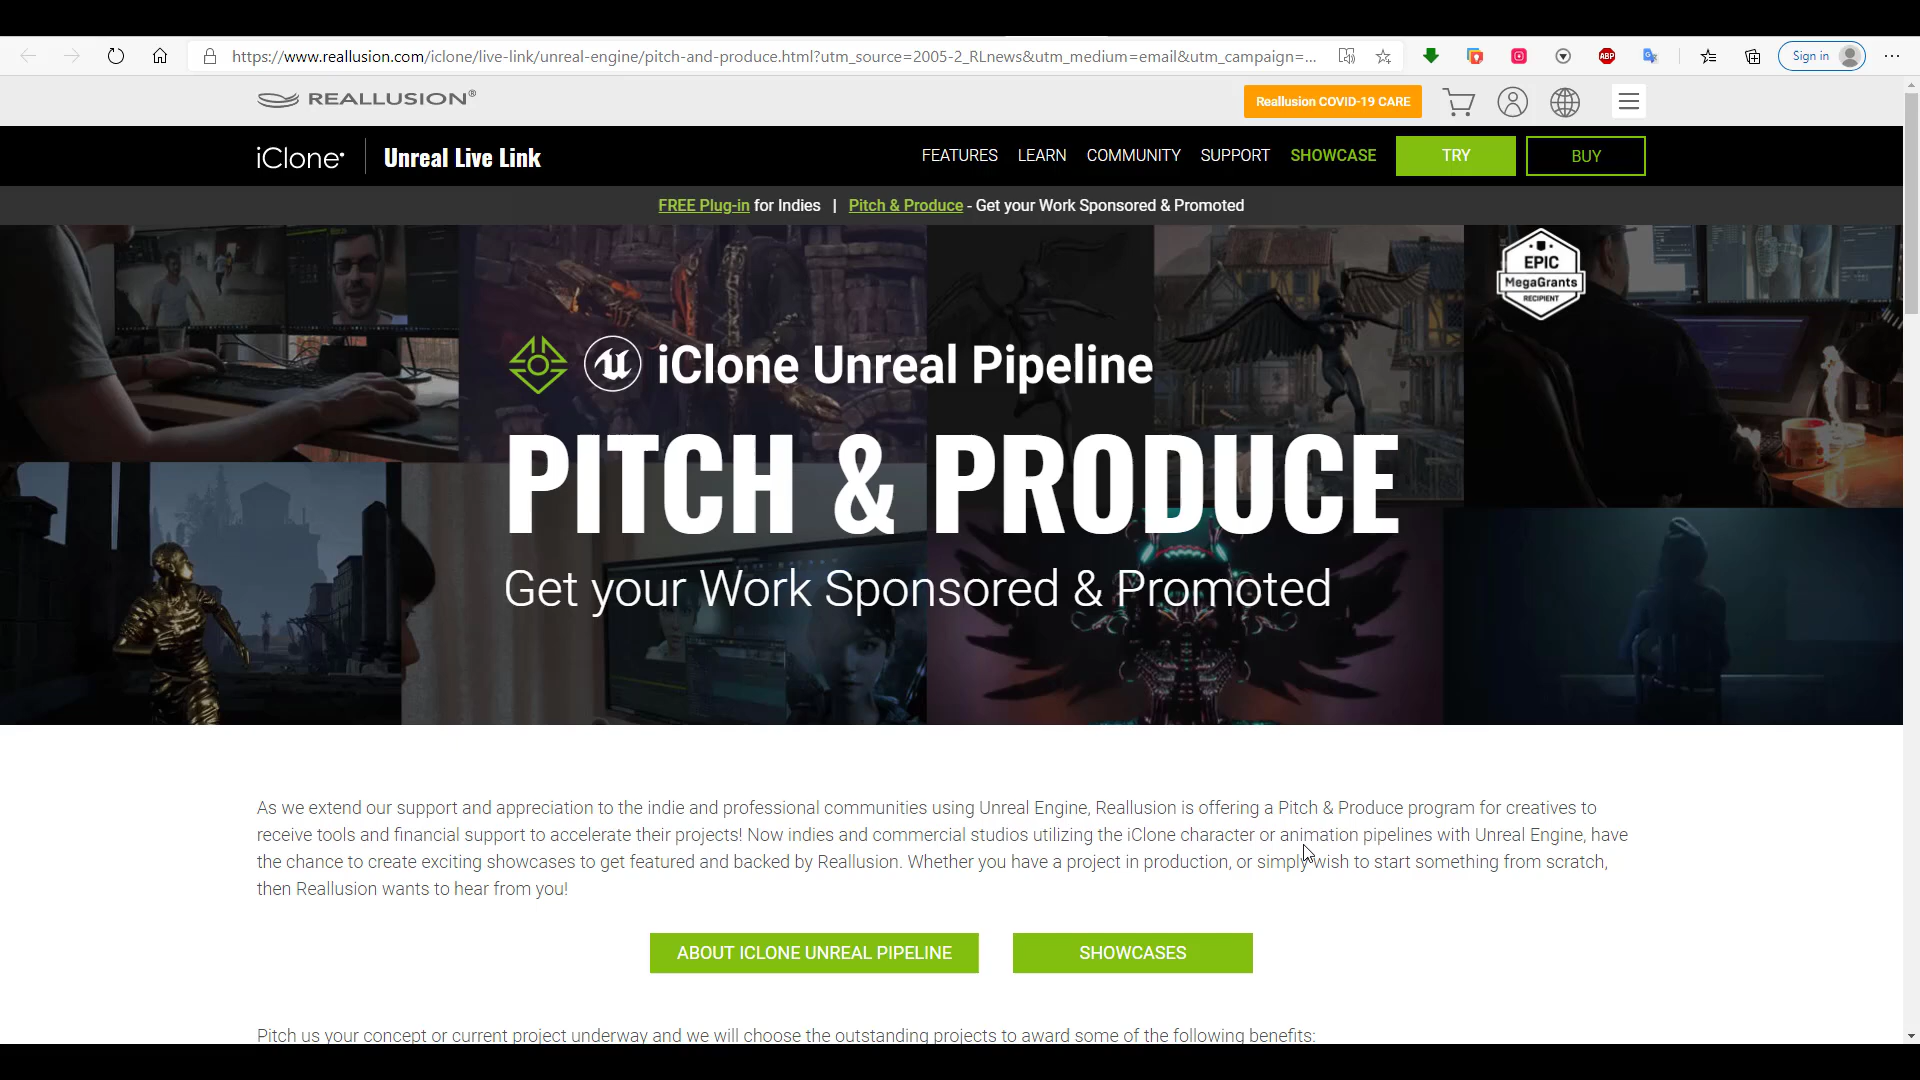 https://www.reallusion.com/iclone/live-link/unreal-engine/pitch-and-produce.html?utm_source=2005-2_RLnews&utm_medium=email&utm_campaign=...
ABP
Sign in
REALLUSION®
Reallusion COVID-19 CARE
iClone
Unreal Live Link
FEATURES LEARN COMMUNITY SUPPORT SHOWCASE TRY BUY
FREE Plug-in for Indies | Pitch & Produce - Get your Work Sponsored & Promoted
EPIC
MegaGrants
RECIPIENT
iClone Unreal Pipeline
PITCH & PRODUCE
Get your Work Sponsored & Promoted
As we extend our support and appreciation to the indie and professional communities using Unreal Engine, Reallusion is offering a Pitch & Produce program for creatives to
receive tools and financial support to accelerate their projects! Now indies and commercial studios utilizing the iClone character or animation pipelines with Unreal Engine, have
the chance to create exciting showcases to get featured and backed by Reallusion. Whether you have a project in production, or simply wish to start something from scratch,
then Reallusion wants to hear from you!
ABOUT ICLONE UNREAL PIPELINE
SHOWCASES
Pitch us your concept or current project underway and we will choose the outstanding projects to award some of the following benefits: